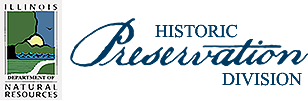 ILLINOIS
DEPARTMENT OF
NATURAL
RESOURCES
HISTORIC
Preservation
DIVISION